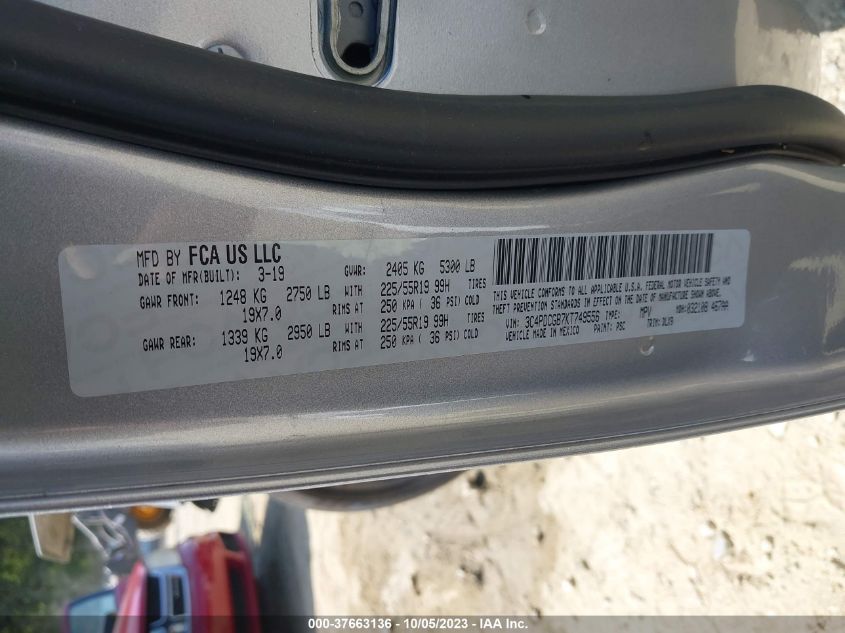 MFD BY FCA US LLC
DATE OF MFR(BUILT): 3-19
GVWR: 2405 KG 5300 LB
GAWR FRONT: 1248 KG 2750 LB WITH 225/55R19 99H TIRES
19X7.0 RIMS AT 250 KPA ( 36 PSI) COLD
GAWR REAR: 1339 KG 2950 LB WITH 225/55R19 99H TIRES
19X7.0 RIMS AT 250 KPA ( 36 PSI) COLD
THIS VEHICLE CONFORMS TO ALL APPLICABLE U.S.A. FEDERAL MOTOR VEHICLE SAFETY AND
THEFT PREVENTION STANDARDS IN EFFECT ON THE DATE OF MANUFACTURE SHOWN ABOVE.
VIN: 3C4PDCGB7KT749556 TYPE: MPV MDH: 032108 467AA
VEHICLE MADE IN MEXICO PAINT: PSC TRIM: DLX9
000-37663136 - 10/05/2023 - IAA Inc.